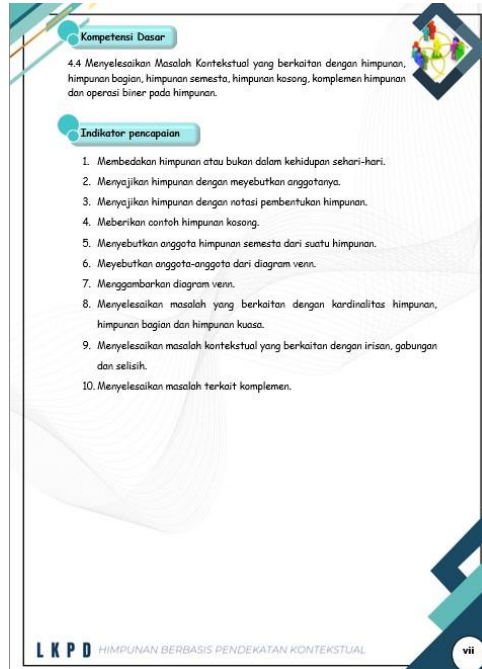 Kompetensi Dasar
4.4 Menyelesaikan Masalah Kontekstual yang berkaitan dengan himpunan,
himpunan bagian, himpunan semesta, himpunan kosong, komplemen himpunan
dan operasi biner pada himpunan.
Indikator pencapaian
1. Membedakan himpunan atau bukan dalam kehidupan sehari-hari.
2. Menyajikan himpunan dengan meyebutkan anggotanya.
3. Menyajikan himpunan dengan notasi pembentukan himpunan.
4. Meberikan contoh himpunan kosong.
5. Menyebutkan anggota himpunan semesta dari suatu himpunan.
6. Meyebutkan anggota-anggota dari diagram venn.
7. Menggambarkan diagram venn.
8. Menyelesaikan masalah yang berkaitan dengan kardinalitas himpunan,
himpunan bagian dan himpunan kuasa.
9. Menyelesaikan masalah kontekstual yang berkaitan dengan irisan, gabungan
dan selisih.
10. Menyelesaikan masalah terkait komplemen.
LKPD HIMPUNAN BERBASIS PENDEKATAN KONTEKSTUAL
vii